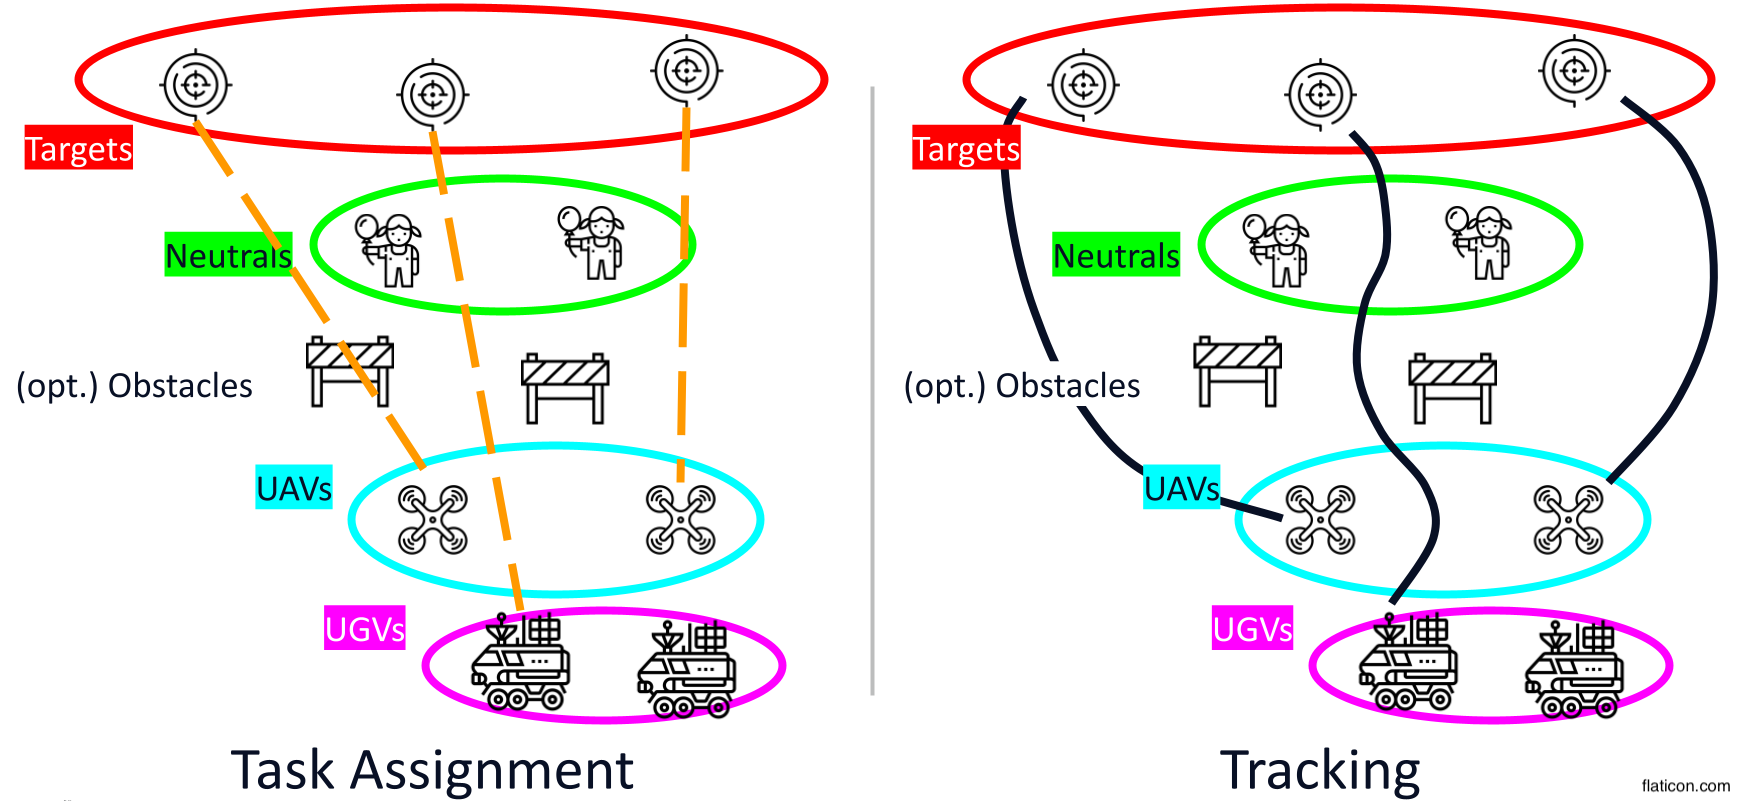 Targets
Neutrals
(opt.) Obstacles
UAVs
UGVs
Task Assignment
Targets
Neutrals
(opt.) Obstacles
UAVs
UGVs
Tracking
flaticon.com